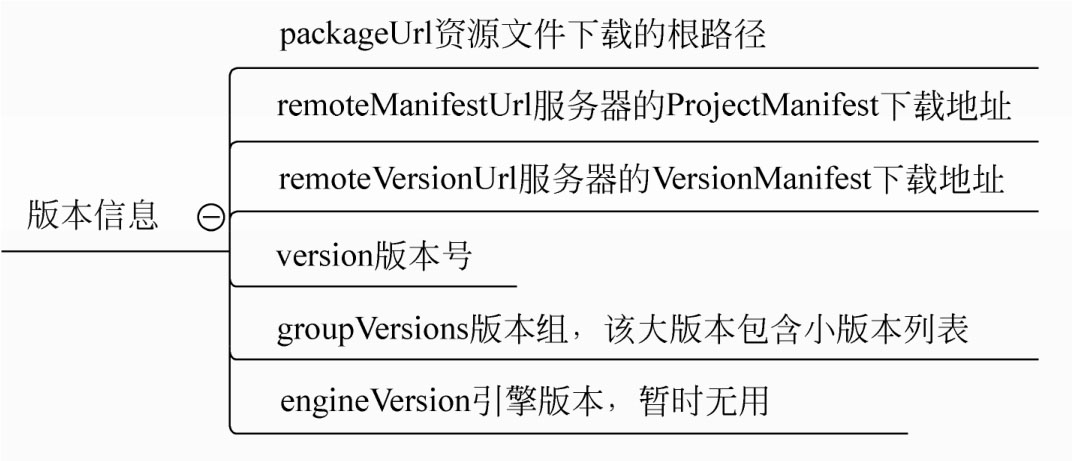 packageUrl资源文件下载的根路径
remoteManifestUrl服务器的ProjectManifest下载地址
remoteVersionUrl服务器的VersionManifest下载地址
版本信息
version版本号
groupVersions版本组，该大版本包含小版本列表
engineVersion引擎版本，暂时无用